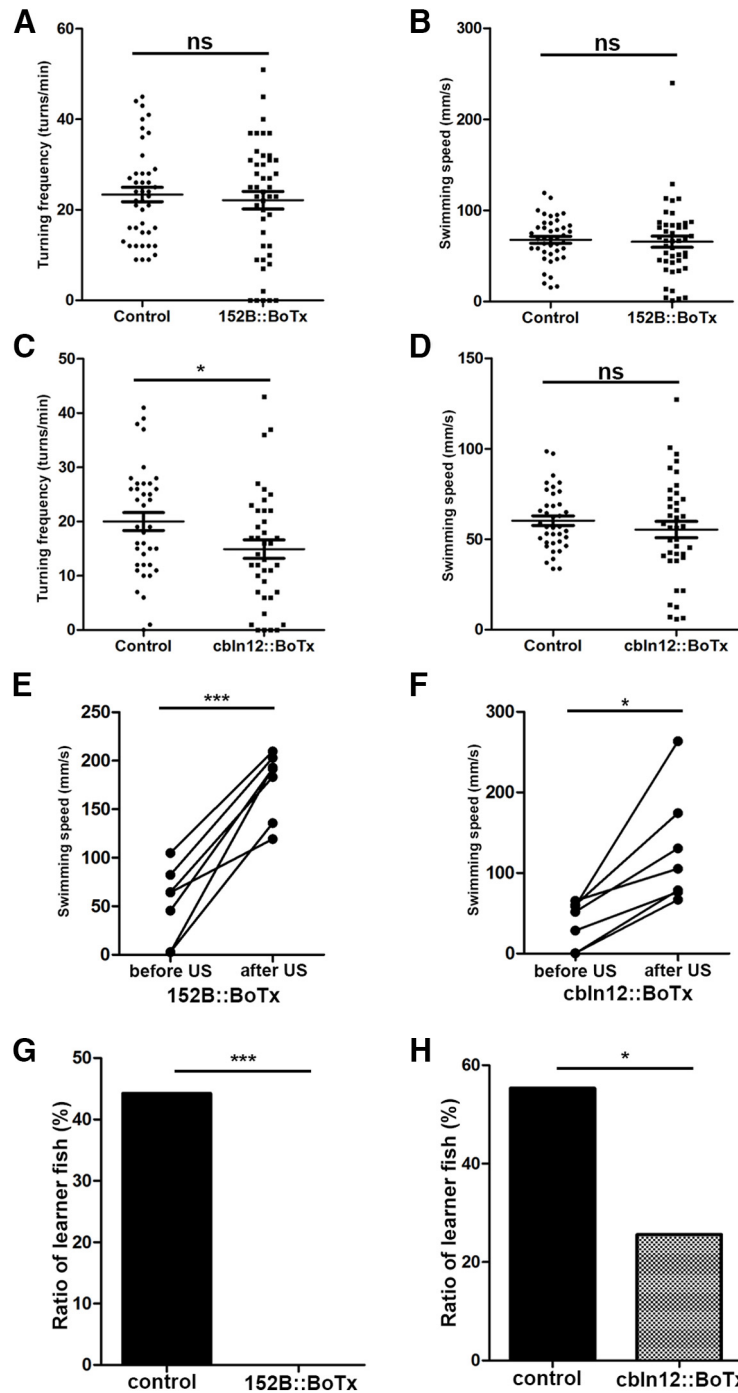 A
B
ns
ns
Turning frequency (turns/min)
60
40
20
0
Control
152B::BoTx
Swimming speed (mm/s)
300
200
100
0
Control
152B::BoTx
C
D
*
ns
Turning frequency (turns/min)
50
40
30
20
10
0
Control
cbln12::BoTx
Swimming speed (mm/s)
150
100
50
0
Control
cbln12::BoTx
E
F
***
*
Swimming speed (mm/s)
250
200
150
100
50
0
before US
after US
152B::BoTx
Swimming speed (mm/s)
300
200
100
0
before US
after US
cbln12::BoTx
G
H
***
*
Ratio of learner fish (%)
50
40
30
20
10
0
control
152B::BoTx
Ratio of learner fish (%)
60
40
20
0
control
cbln12::BoTx